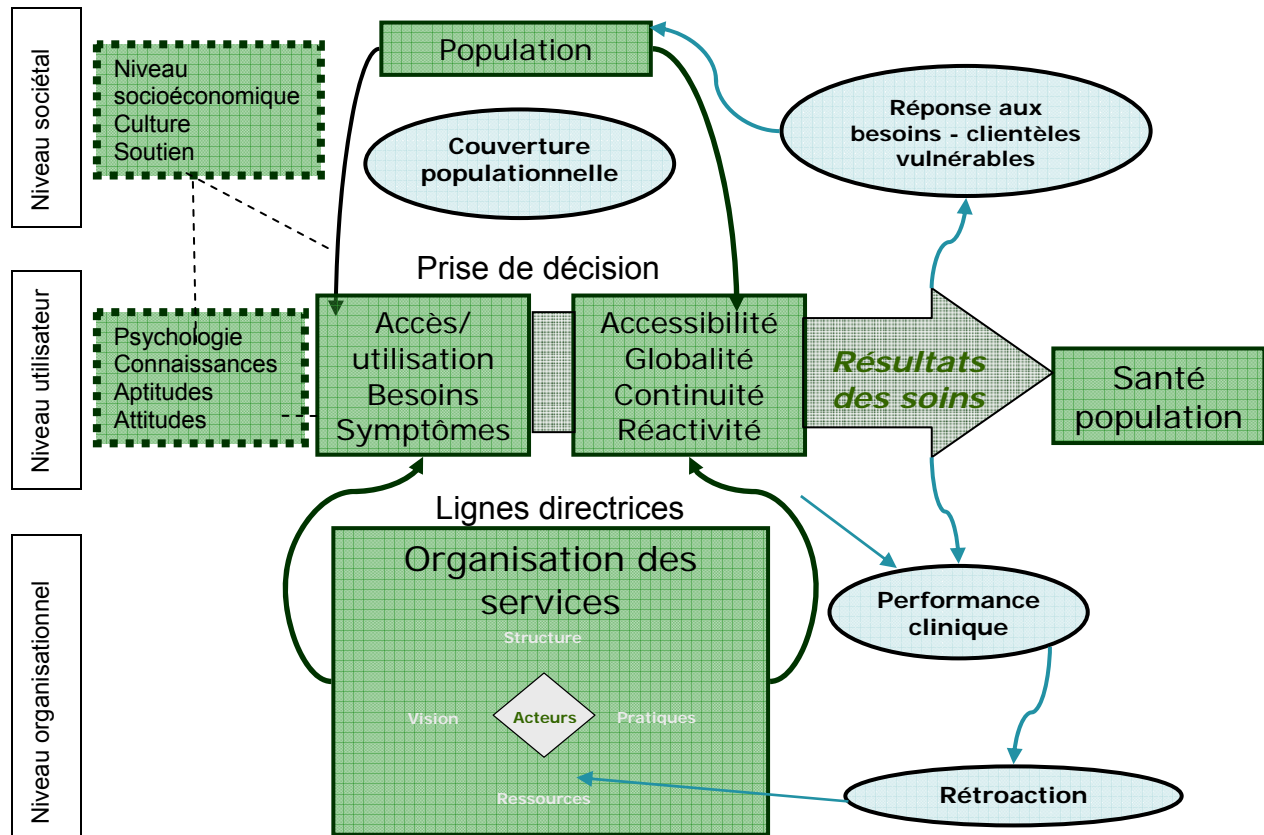 Niveau sociétal
Niveau
socioéconomique
Culture
Soutien
Population
Couverture
populationnelle
Réponse aux
besoins - clientèles
vulnérables
Niveau utilisateur
Psychologie
Connaissances
Aptitudes
Attitudes
Prise de décision
Accès/
utilisation
Besoins
Symptômes
Accessibilité
Globalité
Continuité
Réactivité
Résultats
des soins
Santé
population
Niveau organisationnel
Lignes directrices
Organisation des
services
Structure
Vision
Acteurs
Pratiques
Ressources
Performance
clinique
Rétroaction